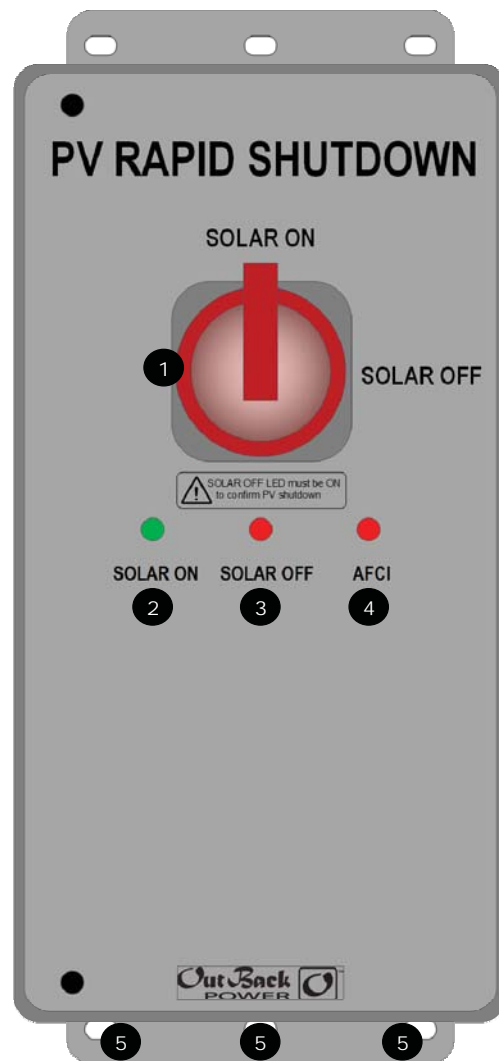 PV RAPID SHUTDOWN
SOLAR ON
SOLAR OFF
1
SOLAR OFF LED must be ON
to confirm PV shutdown
SOLAR ON SOLAR OFF AFCI
2 3 4
OutBack
POWER
5 5 5